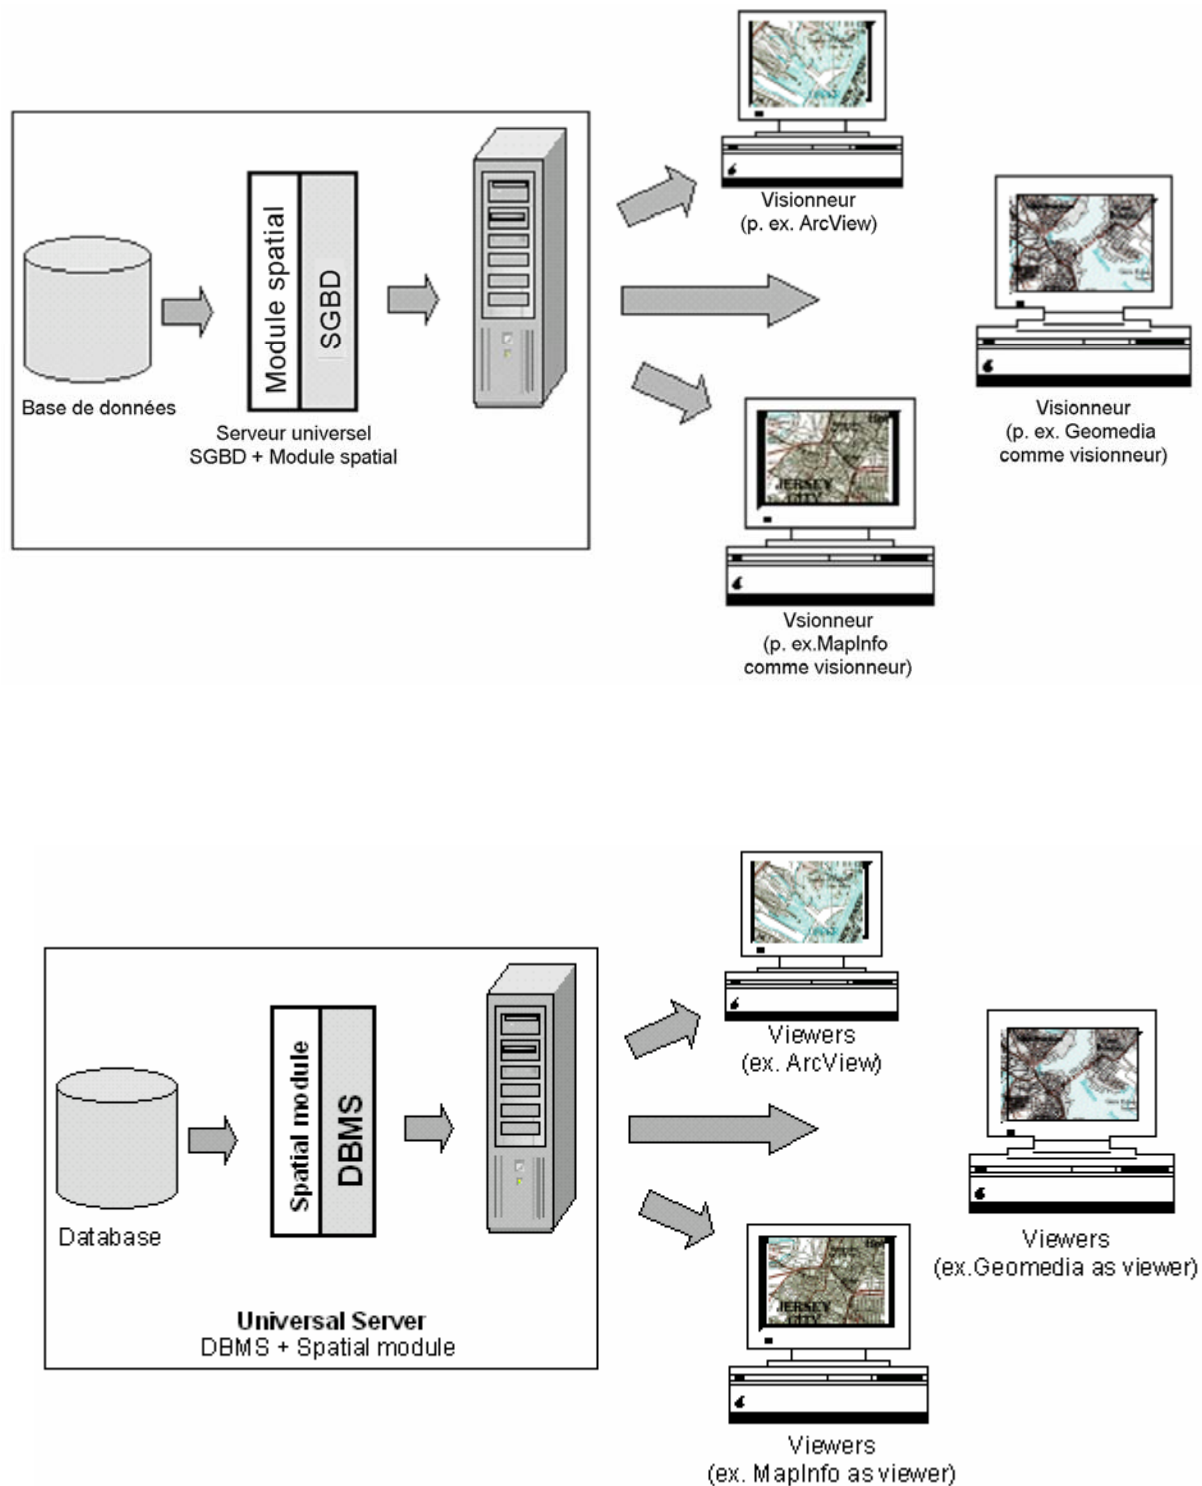 Visionneur
(p. ex. ArcView)
Module spatial
SGBD
Base de données
Serveur universel
SGBD + Module spatial
Visionneur
(p. ex. Geomedia
comme visionneur)
JERSEY
CITY
Vsionneur
(p. ex.MapInfo
comme visionneur)
Viewers
(ex. ArcView)
Spatial module
DBMS
Database
Universal Server
DBMS + Spatial module
Viewers
(ex.Geomedia as viewer)
JERSEY
CITY
Viewers
(ex. MapInfo as viewer)